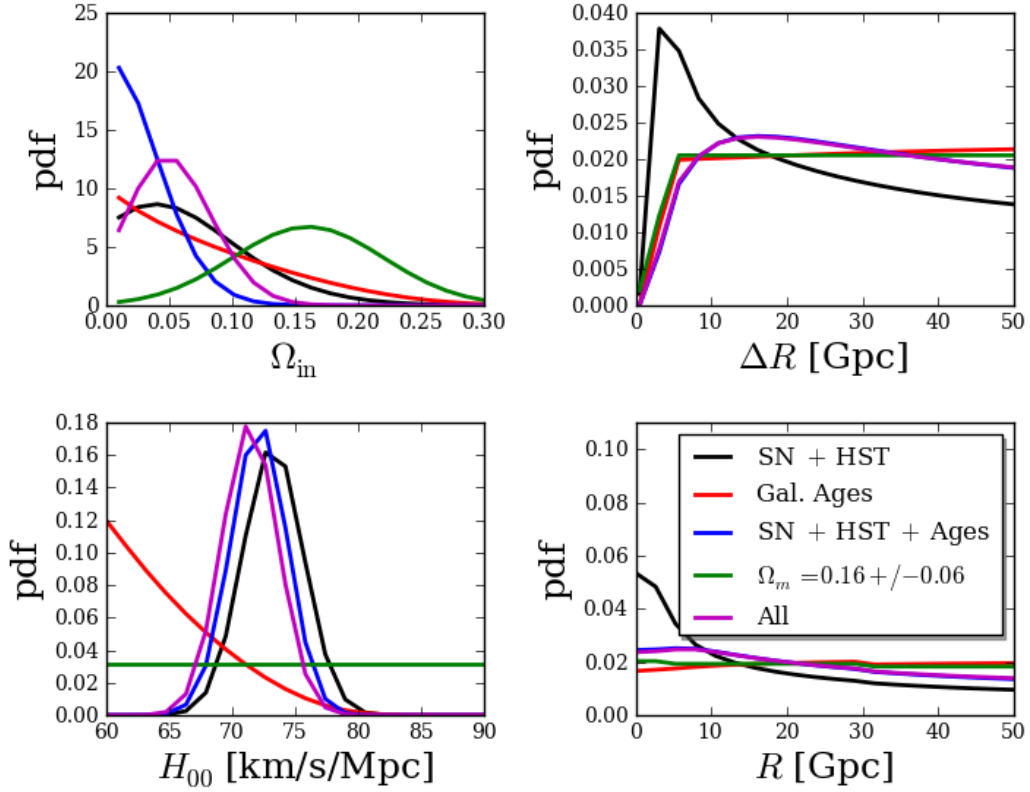 25
20
15
10
5
0
0.00 0.05 0.10 0.15 0.20 0.25 0.30
pdf
Ω_in
0.040
0.035
0.030
0.025
0.020
0.015
0.010
0.005
0.000
0 10 20 30 40 50
pdf
ΔR [Gpc]
0.18
0.16
0.14
0.12
0.10
0.08
0.06
0.04
0.02
0.00
60 65 70 75 80 85 90
pdf
H_00 [km/s/Mpc]
0.10
0.08
0.06
0.04
0.02
0.00
0 10 20 30 40 50
pdf
R [Gpc]
SN + HST
Gal. Ages
SN + HST + Ages
Ω_m =0.16+/−0.06
All